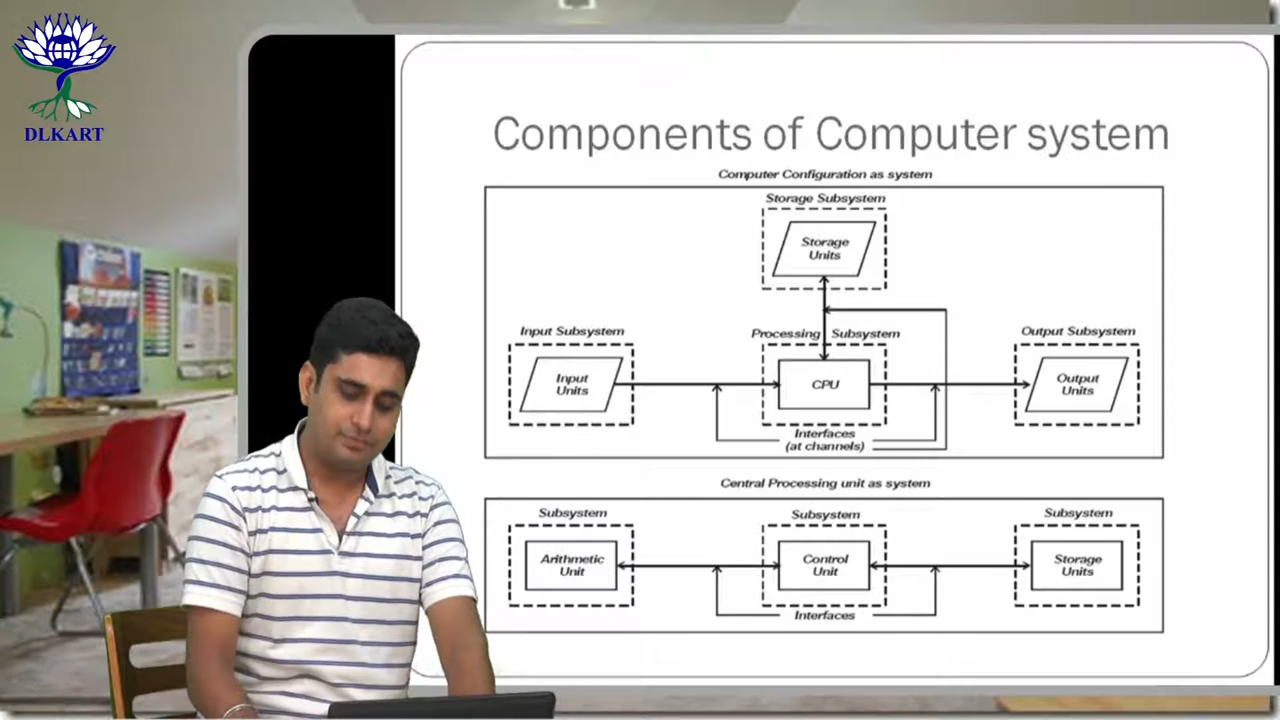 DLKART
Components of Computer system
Computer Configuration as system
Storage Subsystem
Storage
Units
Input Subsystem
Processing Subsystem
Output Subsystem
Input
Units
CPU
Output
Units
Interfaces
(at channels)
Central Processing unit as system
Subsystem
Subsystem
Subsystem
Arithmetic
Unit
Control
Unit
Storage
Units
Interfaces